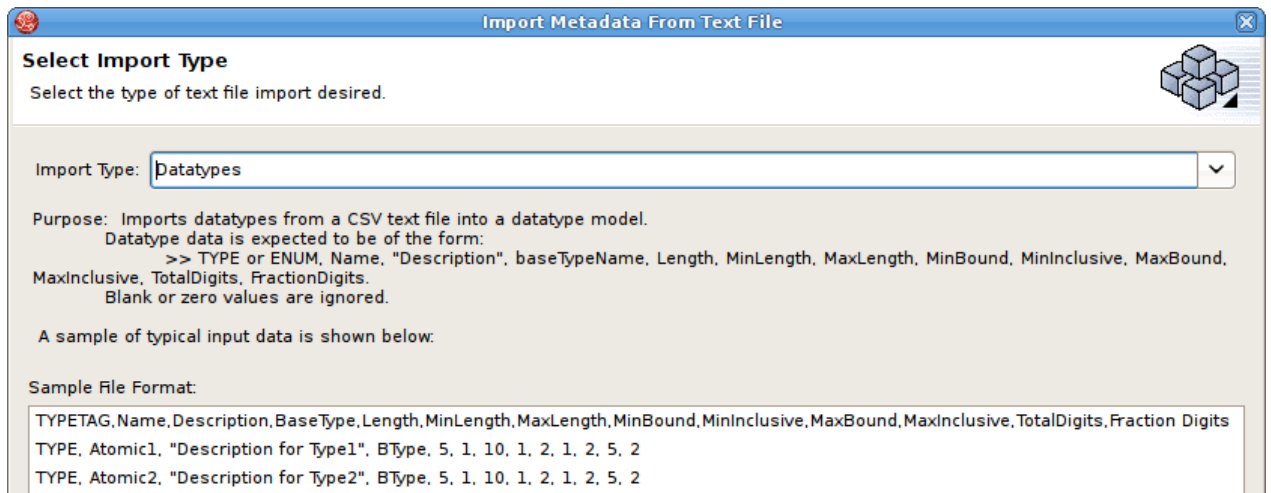 Import Metadata From Text File
Select Import Type
Select the type of text file import desired.
Import Type: Datatypes
Purpose:  Imports datatypes from a CSV text file into a datatype model.
Datatype data is expected to be of the form:
>> TYPE or ENUM, Name, "Description", baseTypeName, Length, MinLength, MaxLength, MinBound, MinInclusive, MaxBound,
MaxInclusive, TotalDigits, FractionDigits.
Blank or zero values are ignored.
A sample of typical input data is shown below:
Sample File Format:
TYPETAG,Name,Description,BaseType,Length,MinLength,MaxLength,MinBound,MinInclusive,MaxBound,MaxInclusive,TotalDigits,Fraction Digits
TYPE, Atomic1, "Description for Type1", BType, 5, 1, 10, 1, 2, 1, 2, 5, 2
TYPE, Atomic2, "Description for Type2", BType, 5, 1, 10, 1, 2, 1, 2, 5, 2